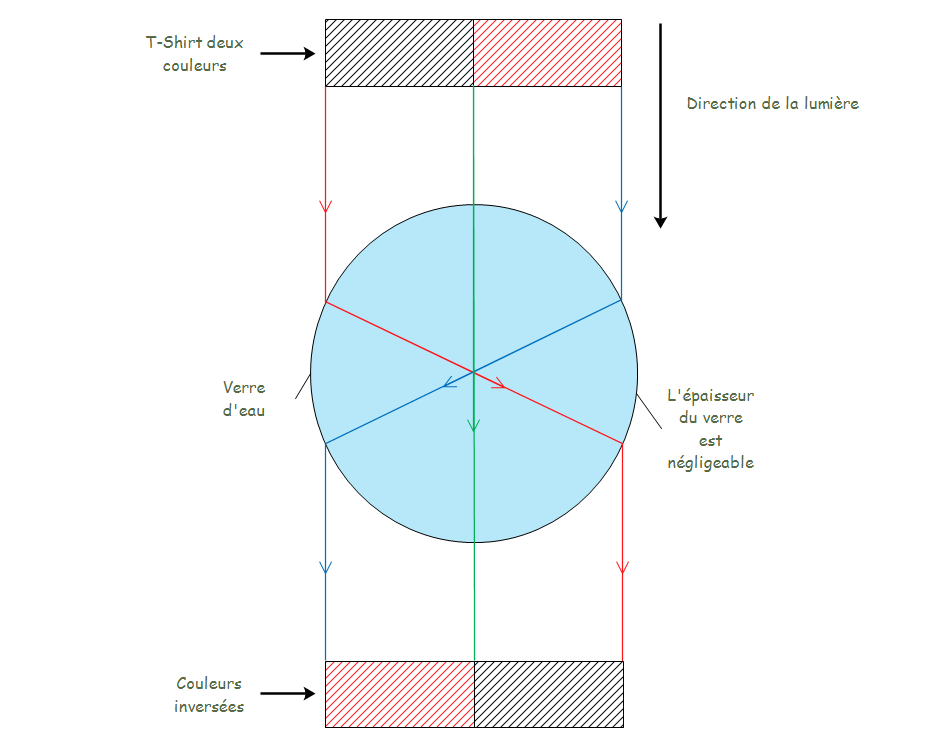 T-Shirt deux
couleurs
Direction de la lumière
Verre
d'eau
L'épaisseur
du verre
est
négligeable
Couleurs
inversées